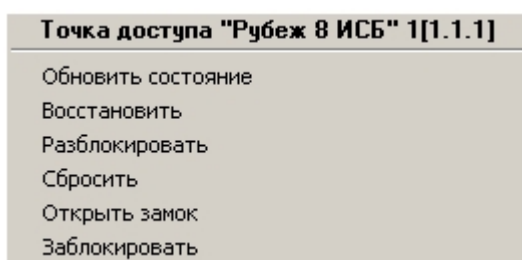 Точка доступа "Рубеж 8 ИСБ" 1[1.1.1]
Обновить состояние
Восстановить
Разблокировать
Сбросить
Открыть замок
Заблокировать